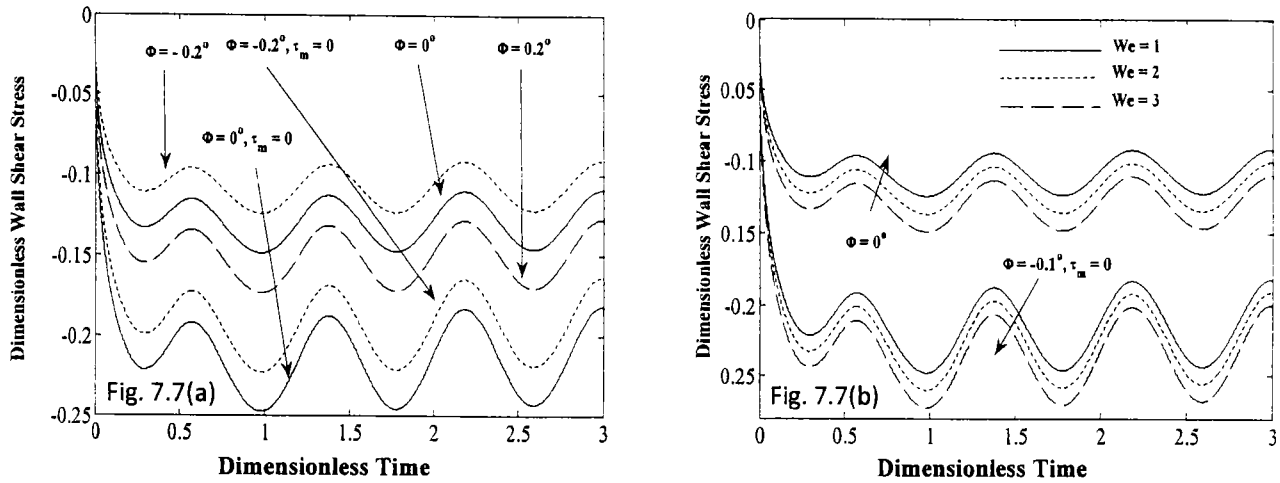 0
-0.05
-0.1
-0.15
-0.2
-0.25
Dimensionless Wall Shear Stress
Φ = - 0.2°
Φ = -0.2°, τm = 0
Φ = 0°
Φ = 0.2°
Φ = 0°, τm = 0
Fig. 7.7(a)
0 0.5 1 1.5 2 2.5 3
Dimensionless Time
0
0.05
-0.1
0.15
-0.2
0.25
Dimensionless Wall Shear Stress
We = 1
We = 2
We = 3
Φ = 0°
Φ = -0.1°, τm = 0
Fig. 7.7(b)
0 0.5 1 1.5 2 2.5 3
Dimensionless Time